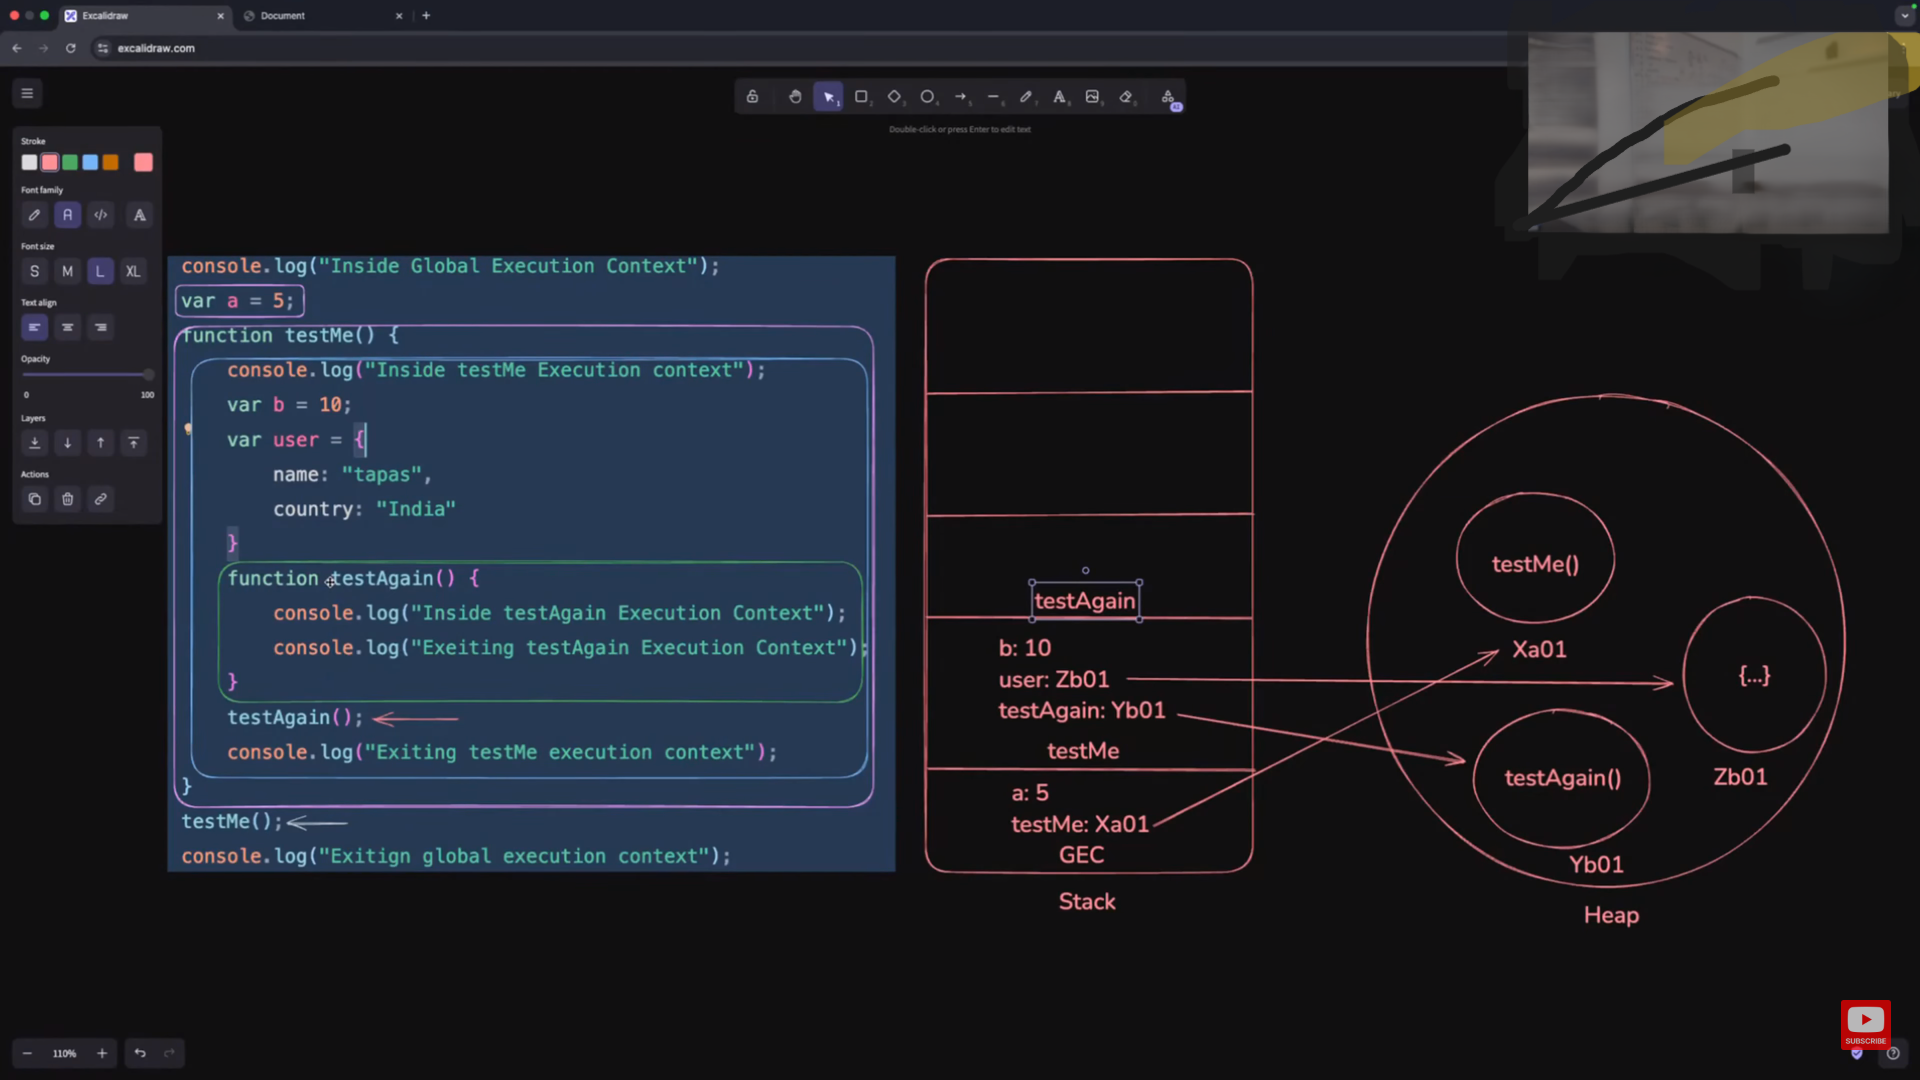 Excalidraw
Document
excalidraw.com
Double-click or press Enter to edit text
Stroke
Font family
Font size
S M L XL
Text align
Opacity
0 100
Layers
Actions
console.log("Inside Global Execution Context");
var a = 5;
function testMe() {
console.log("Inside testMe Execution context");
var b = 10;
var user = {
name: "tapas",
country: "India"
}
function testAgain() {
console.log("Inside testAgain Execution Context");
console.log("Exeiting testAgain Execution Context");
}
testAgain();
console.log("Exiting testMe execution context");
}
testMe();
console.log("Exitign global execution context");
testAgain
b: 10
user: Zb01
testAgain: Yb01
testMe
a: 5
testMe: Xa01
GEC
Stack
testMe()
Xa01
{...}
Zb01
testAgain()
Yb01
Heap
110%
SUBSCRIBE